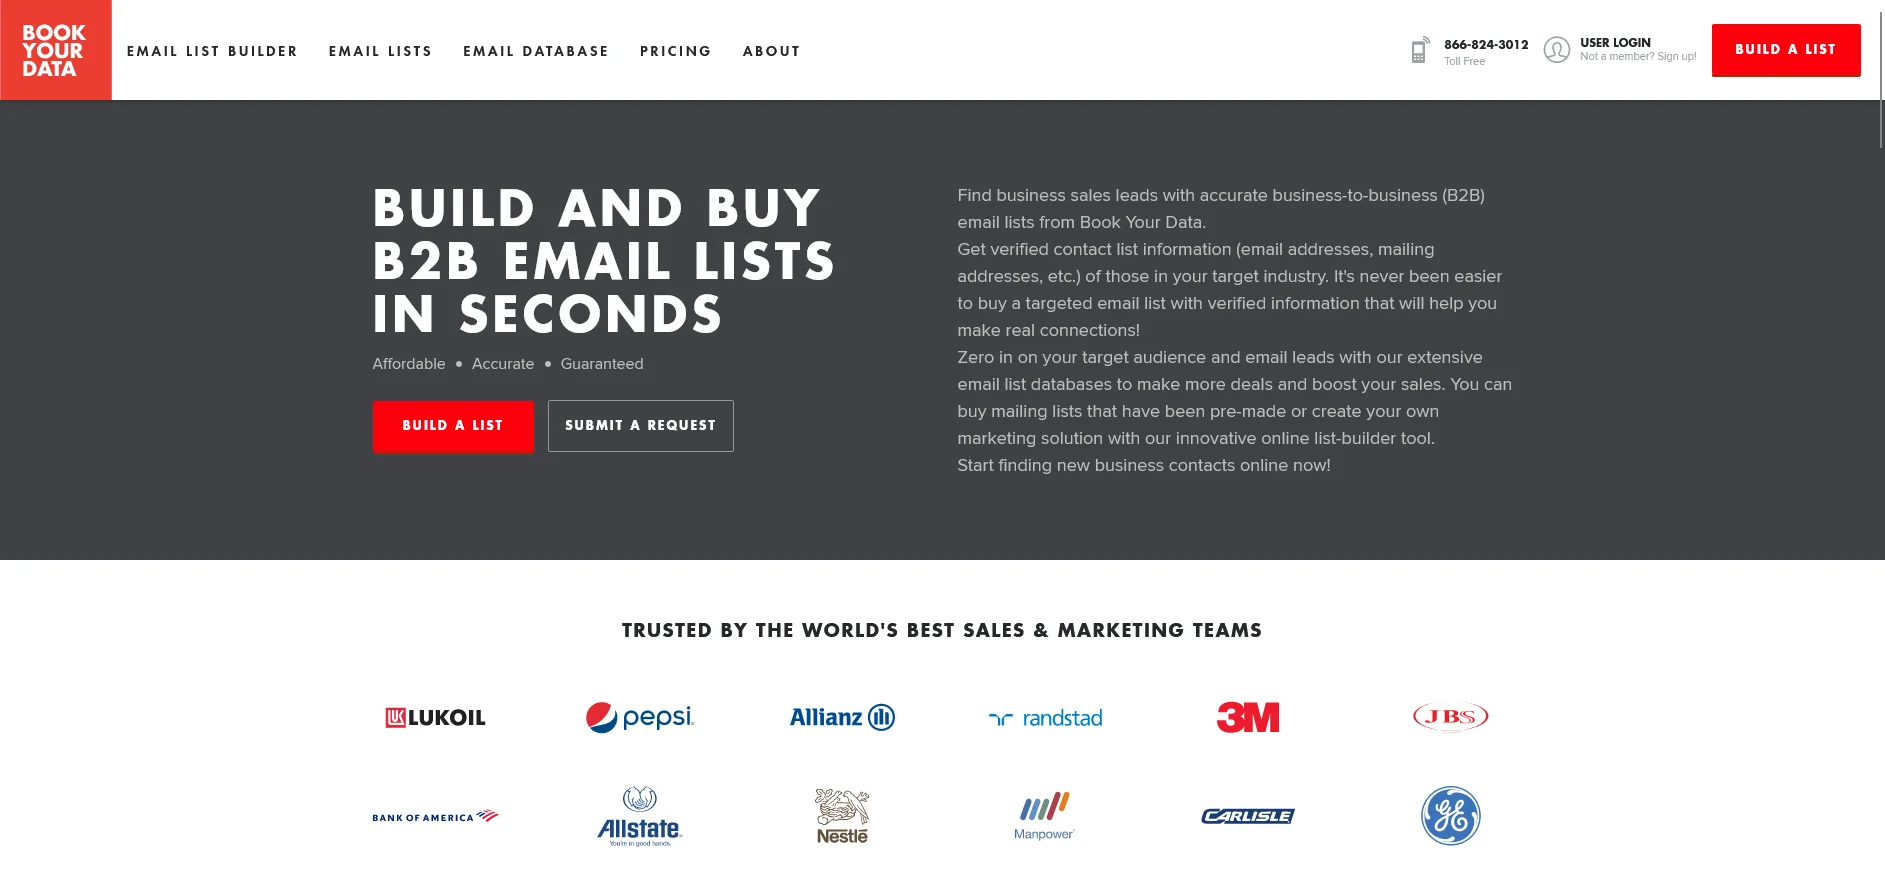 BOOK
YOUR
DATA
EMAIL LIST BUILDER
EMAIL LISTS
EMAIL DATABASE
PRICING
ABOUT
866-824-3012
Toll Free
USER LOGIN
Not a member? Sign up!
BUILD A LIST
BUILD AND BUY
B2B EMAIL LISTS
IN SECONDS
Affordable • Accurate • Guaranteed
BUILD A LIST
SUBMIT A REQUEST
Find business sales leads with accurate business-to-business (B2B)
email lists from Book Your Data.
Get verified contact list information (email addresses, mailing
addresses, etc.) of those in your target industry. It's never been easier
to buy a targeted email list with verified information that will help you
make real connections!
Zero in on your target audience and email leads with our extensive
email list databases to make more deals and boost your sales. You can
buy mailing lists that have been pre-made or create your own
marketing solution with our innovative online list-builder tool.
Start finding new business contacts online now!
TRUSTED BY THE WORLD'S BEST SALES & MARKETING TEAMS
LUKOIL
pepsi
Allianz
randstad
3M
JBS
BANK OF AMERICA
Allstate
You're in good hands.
Nestlé
Manpower
CARLISLE
GE